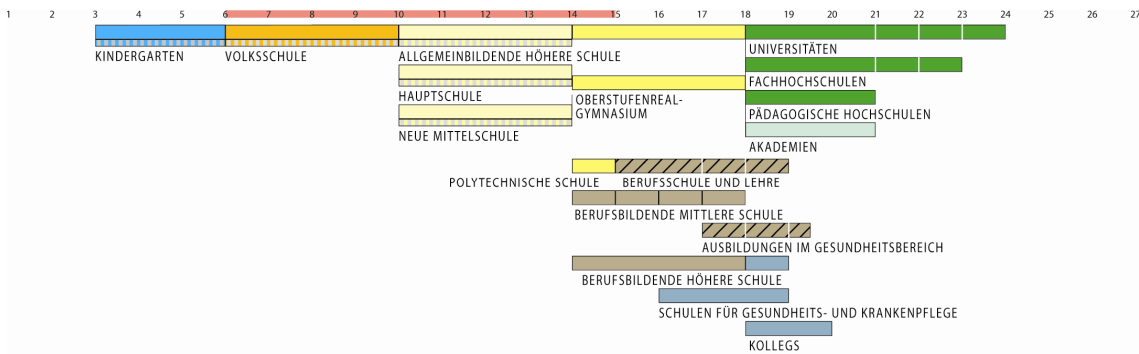 1 2 3 4 5 6 7 8 9 10 11 12 13 14 15 16 17 18 19 20 21 22 23 24 25 26 27
KINDERGARTEN VOLKSSCHULE ALLGEMEINBILDENDE HÖHERE SCHULE UNIVERSITÄTEN
FACHHOCHSCHULEN
HAUPTSCHULE OBERSTUFENREAL-
GYMNASIUM PÄDAGOGISCHE HOCHSCHULEN
NEUE MITTELSCHULE AKADEMIEN
POLYTECHNISCHE SCHULE BERUFSSCHULE UND LEHRE
BERUFSBILDENDE MITTLERE SCHULE
AUSBILDUNGEN IM GESUNDHEITSBEREICH
BERUFSBILDENDE HÖHERE SCHULE
SCHULEN FÜR GESUNDHEITS- UND KRANKENPFLEGE
KOLLEGS